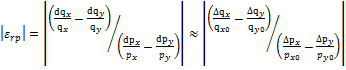 |ε_rp| = |(dq_x/q_x − dq_y/q_y) / (dp_x/p_x − dp_y/p_y)| ≈ |(Δq_x/q_x0 − Δq_y/q_y0) / (Δp_x/p_x0 − Δp_y/p_y0)|